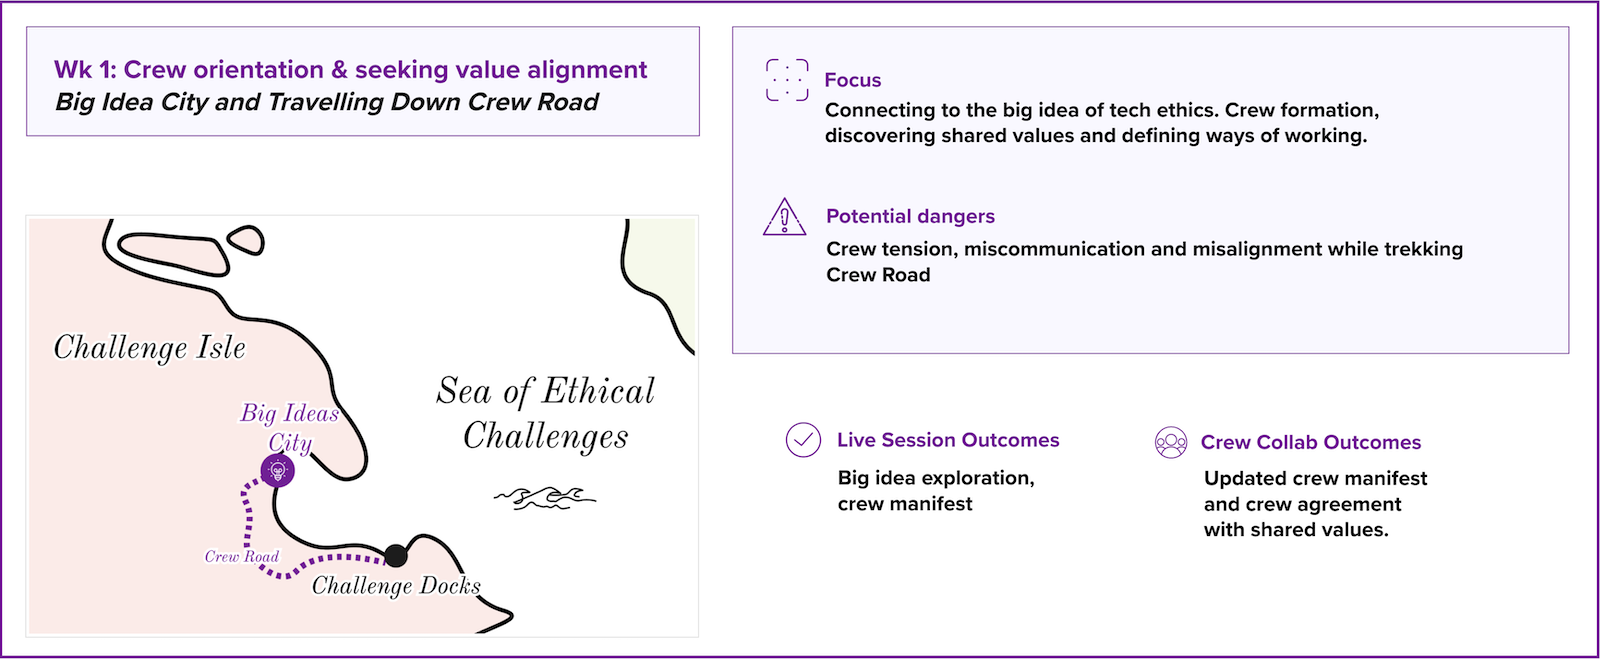 Wk 1: Crew orientation & seeking value alignment
Big Idea City and Travelling Down Crew Road
Challenge Isle
Big Ideas
City
Crew Road
Challenge Docks
Sea of Ethical
Challenges
Focus
Connecting to the big idea of tech ethics. Crew formation,
discovering shared values and defining ways of working.
Potential dangers
Crew tension, miscommunication and misalignment while trekking
Crew Road
Live Session Outcomes
Big idea exploration,
crew manifest
Crew Collab Outcomes
Updated crew manifest
and crew agreement
with shared values.